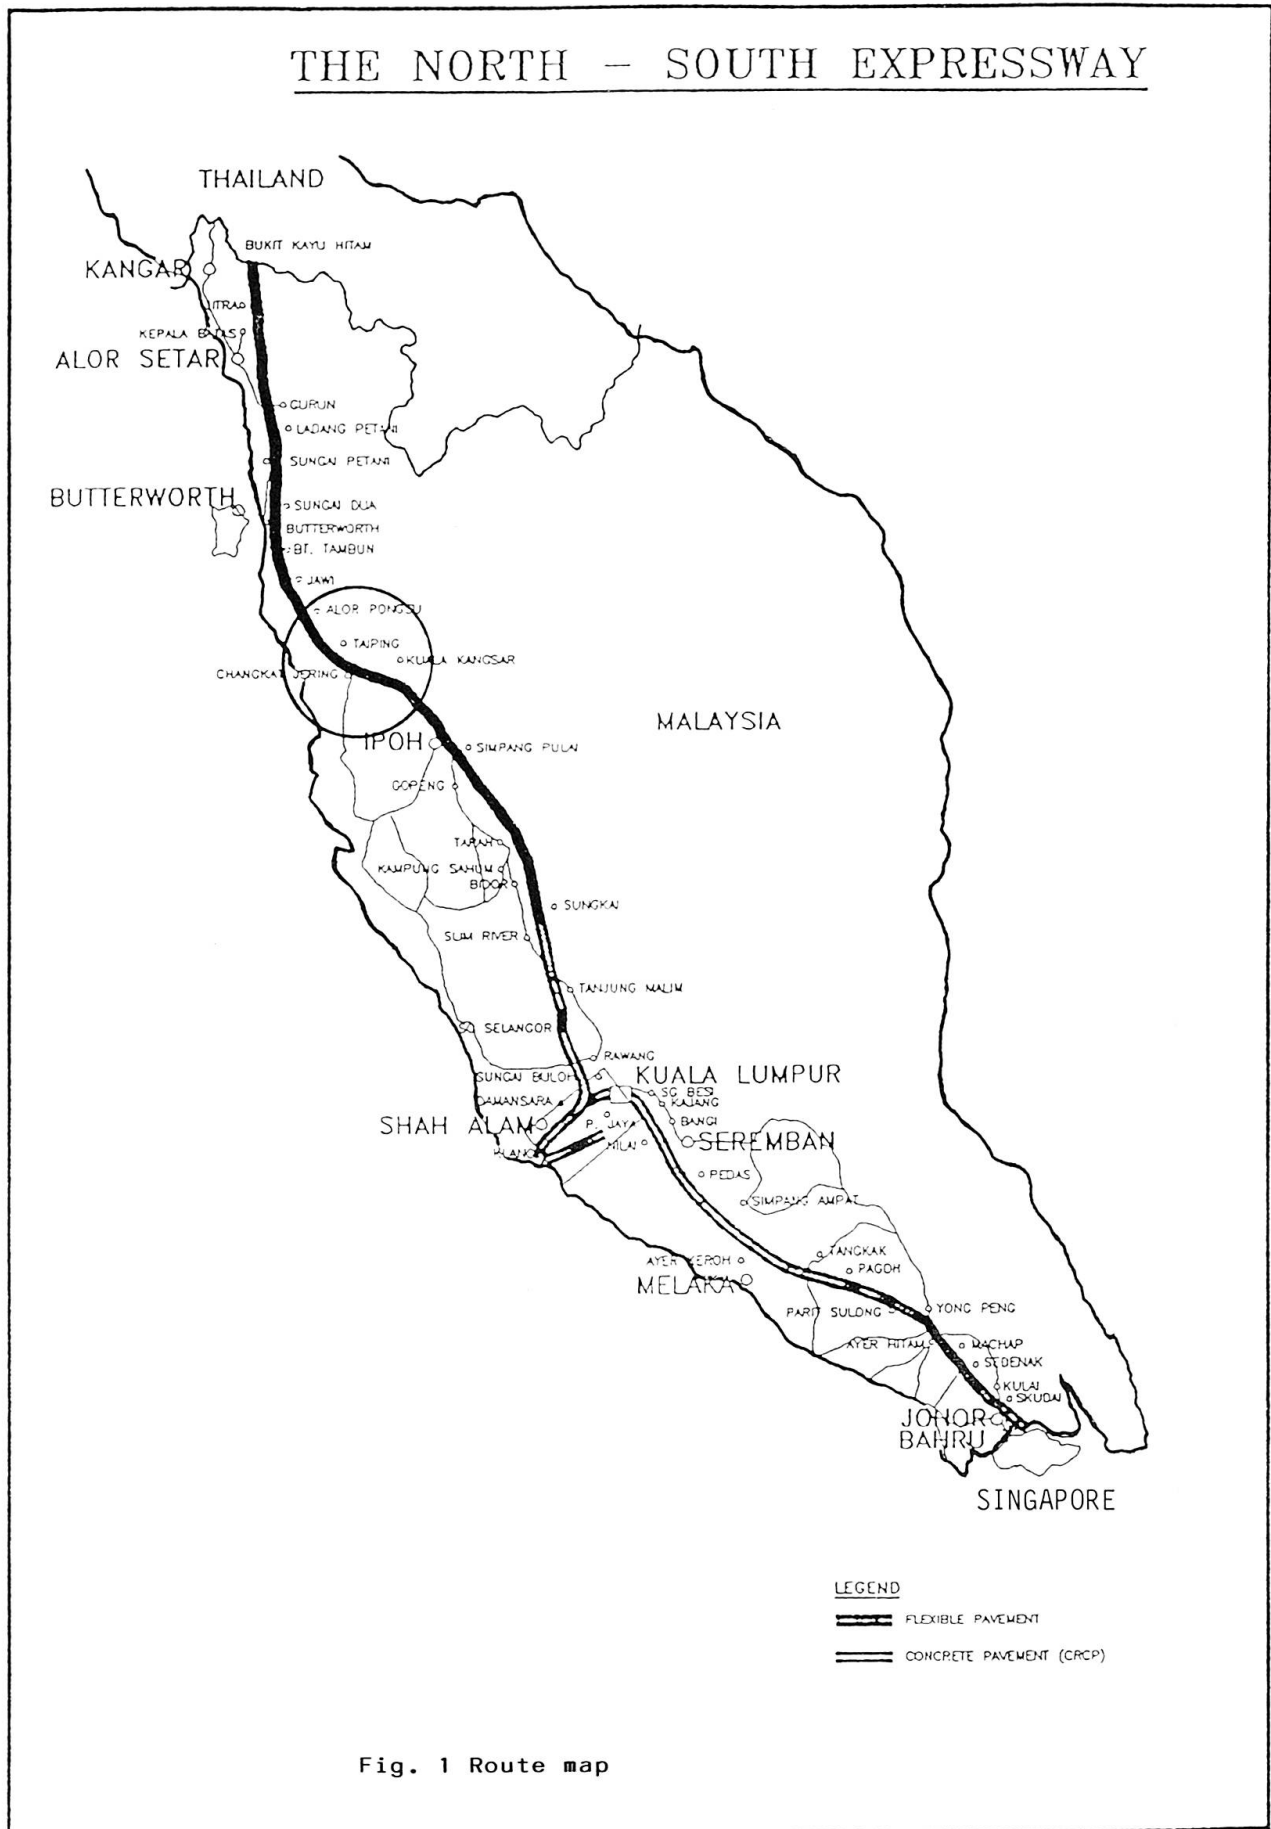 THE NORTH – SOUTH EXPRESSWAY
THAILAND
BUKIT KAYU HITAM
KANGAR
JITRA
KEPALA BATAS
ALOR SETAR
GURUN
LADANG PETANI
SUNGAI PETANI
BUTTERWORTH
SUNGAI DUA
BUTTERWORTH
BT. TAMBUN
JAWI
ALOR PONGSU
TAIPING
KUALA KANGSAR
CHANGKAT JERING
MALAYSIA
IPOH
SIMPANG PULAI
GOPENG
TAPAH
KAMPUNG SAHUM
BIDOR
SUNGKAI
SLIM RIVER
TANJUNG MALIM
SG SELANGOR
RAWANG
SUNGAI BULOH
KUALA LUMPUR
DAMANSARA
SG BESI
KAJANG
SHAH ALAM
P. JAYA
BANGI
KLANG
NILAI
SEREMBAN
PEDAS
SIMPANG AMPAT
TANGKAK
AYER KEROH
PAGOH
MELAKA
PARIT SULONG
YONG PENG
AYER HITAM
MACHAP
SEDENAK
KULAI
SKUDAI
JOHOR
BAHRU
SINGAPORE
LEGEND
FLEXIBLE PAVEMENT
CONCRETE PAVEMENT (CRCP)
Fig. 1 Route map